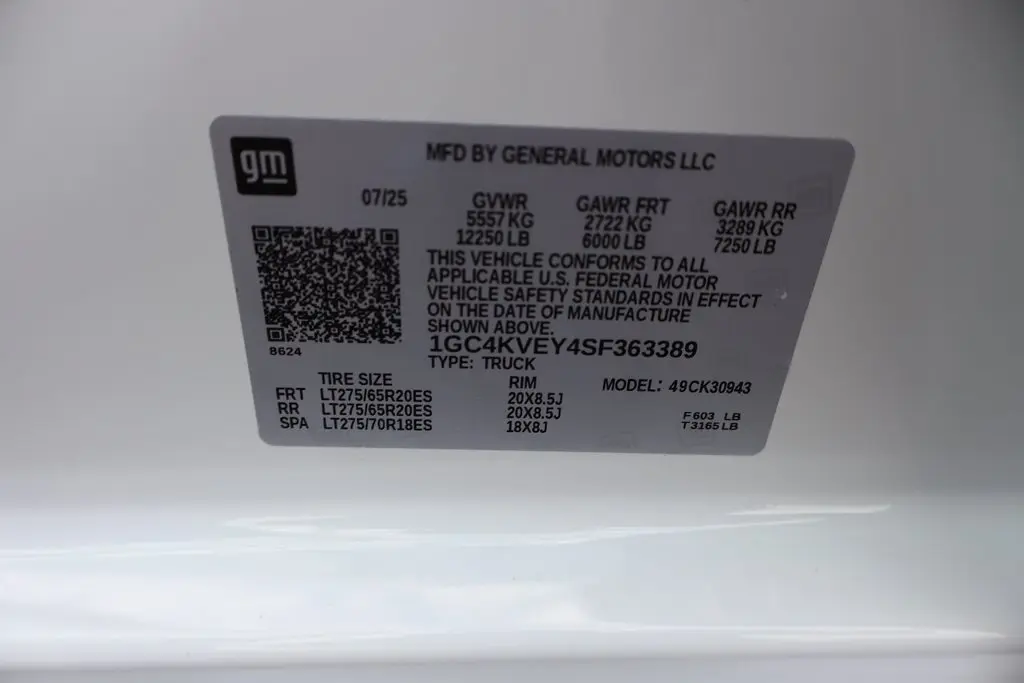 gm
MFD BY GENERAL MOTORS LLC
07/25
GVWR GAWR FRT GAWR RR
5557 KG 2722 KG 3289 KG
12250 LB 6000 LB 7250 LB
THIS VEHICLE CONFORMS TO ALL
APPLICABLE U.S. FEDERAL MOTOR
VEHICLE SAFETY STANDARDS IN EFFECT
ON THE DATE OF MANUFACTURE
SHOWN ABOVE.
8624
1GC4KVEY4SF363389
TYPE: TRUCK
TIRE SIZE RIM MODEL: 49CK30943
FRT LT275/65R20ES 20X8.5J
RR LT275/65R20ES 20X8.5J
SPA LT275/70R18ES 18X8J
F 603 LB
T 3165 LB